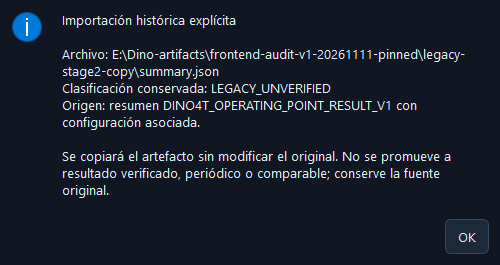 Importación histórica explícita
Archivo: E:\Dino-artifacts\frontend-audit-v1-20261111-pinned\legacy-
stage2-copy\summary.json
Clasificación conservada: LEGACY_UNVERIFIED
Origen: resumen DINO4T_OPERATING_POINT_RESULT_V1 con
configuración asociada.
Se copiará el artefacto sin modificar el original. No se promueve a
resultado verificado, periódico o comparable; conserve la fuente
original.
OK